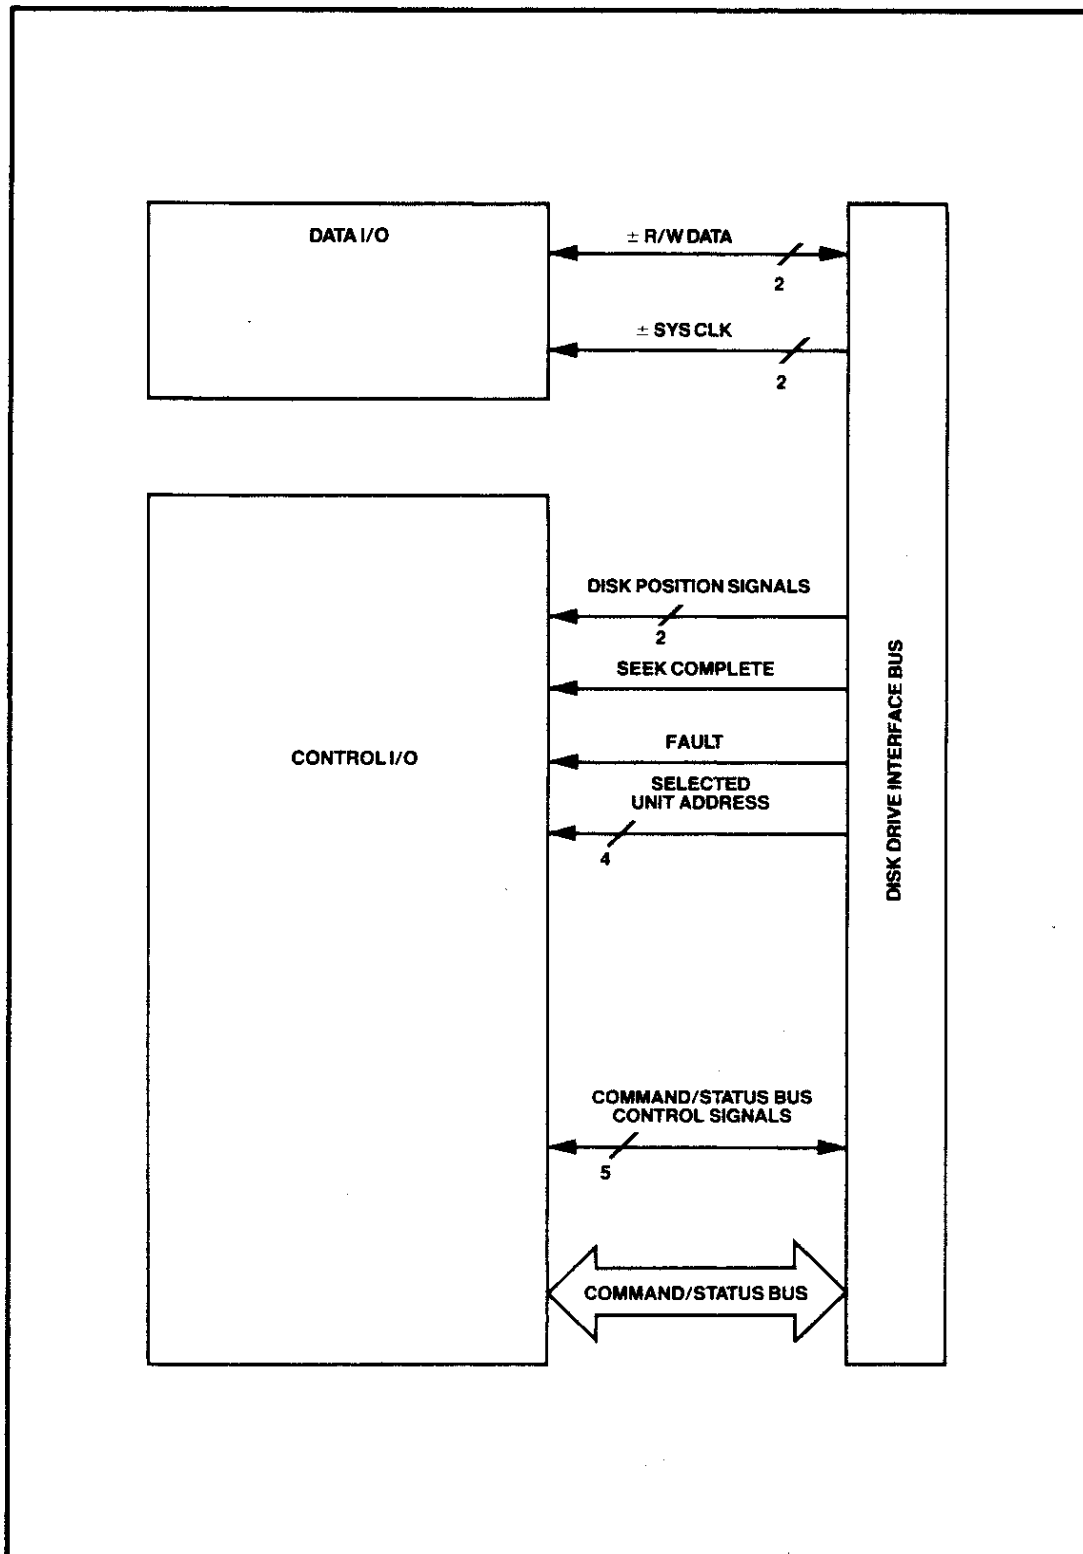 DATA I/O
± R/W DATA
2
± SYS CLK
2
DISK POSITION SIGNALS
2
SEEK COMPLETE
CONTROL I/O
FAULT
SELECTED
UNIT ADDRESS
4
DISK DRIVE INTERFACE BUS
COMMAND/STATUS BUS
CONTROL SIGNALS
5
COMMAND/STATUS BUS